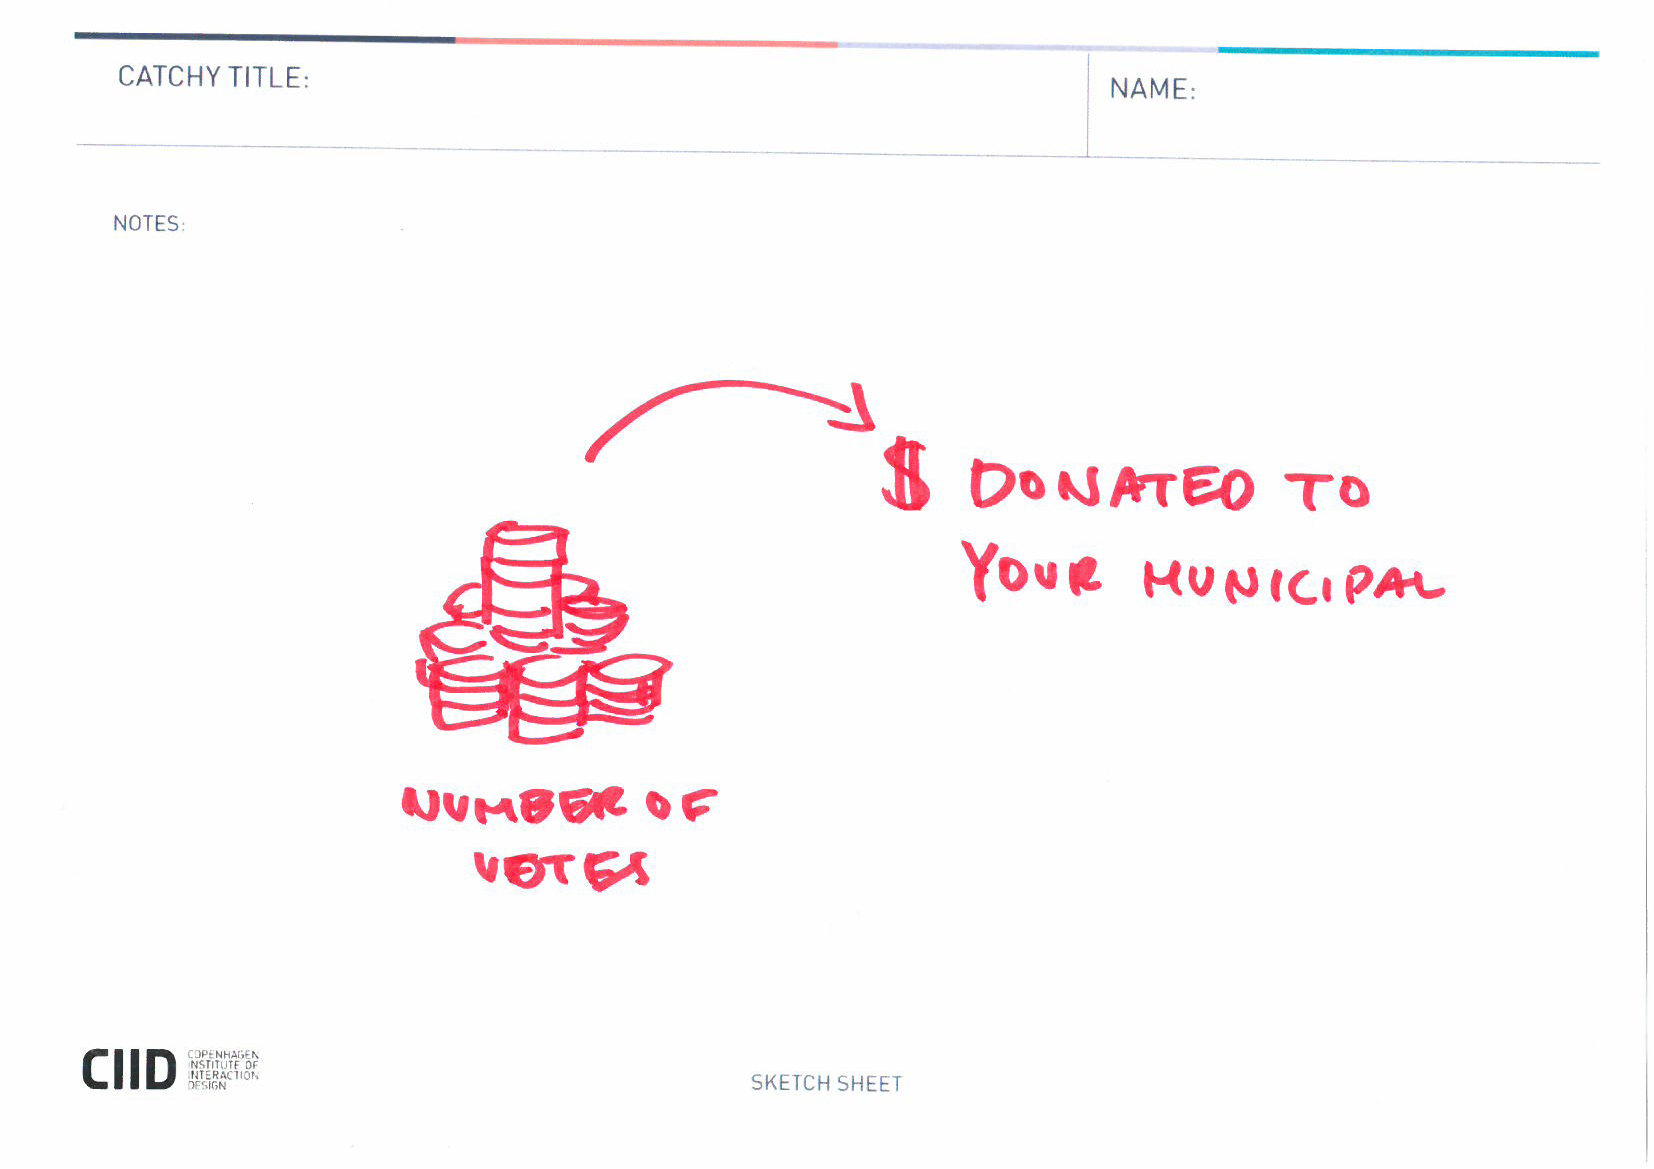 CATCHY TITLE:
NAME:
NOTES:
$ DONATED TO
YOUR MUNICIPAL
NUMBER OF
VOTES
CIID
COPENHAGEN
INSTITUTE OF
INTERACTION
DESIGN
SKETCH SHEET